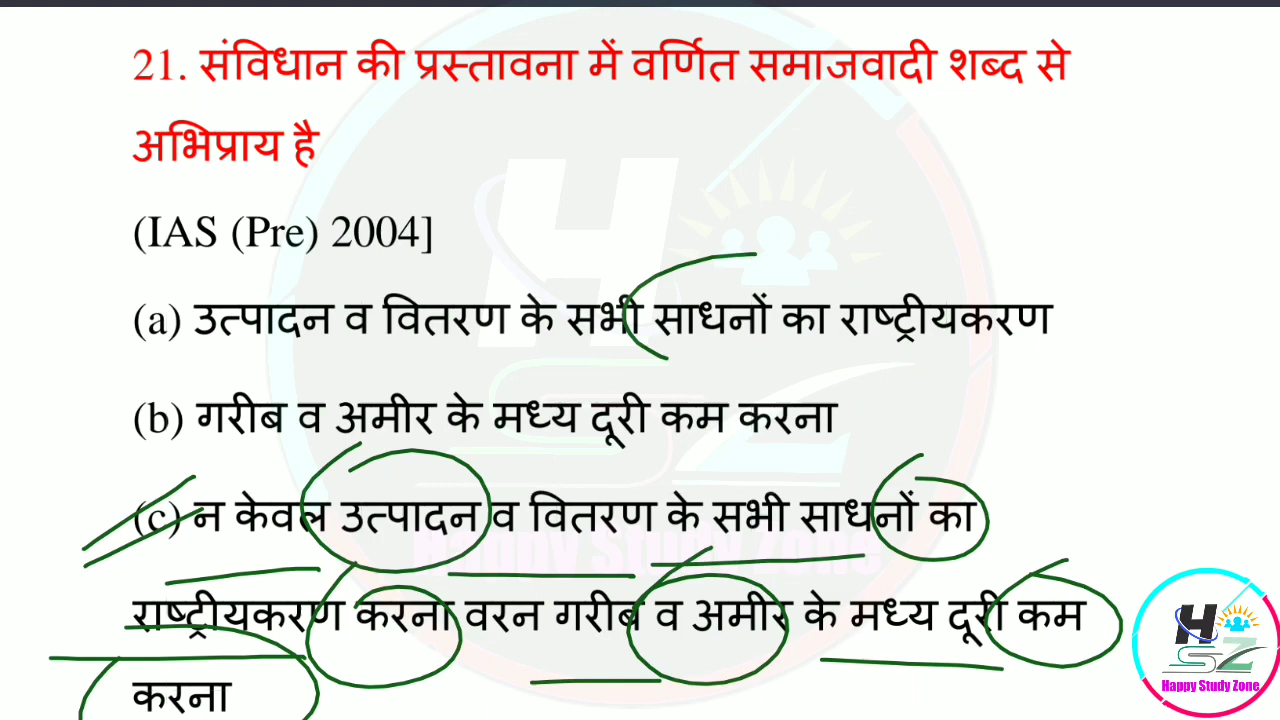 21. संविधान की प्रस्तावना में वर्णित समाजवादी शब्द से
अभिप्राय है
(IAS (Pre) 2004]
(a) उत्पादन व वितरण के सभी साधनों का राष्ट्रीयकरण
(b) गरीब व अमीर के मध्य दूरी कम करना
(c) न केवल उत्पादन व वितरण के सभी साधनों का
राष्ट्रीयकरण करना वरन गरीब व अमीर के मध्य दूरी कम
करना
HSZ
Happy Study Zone